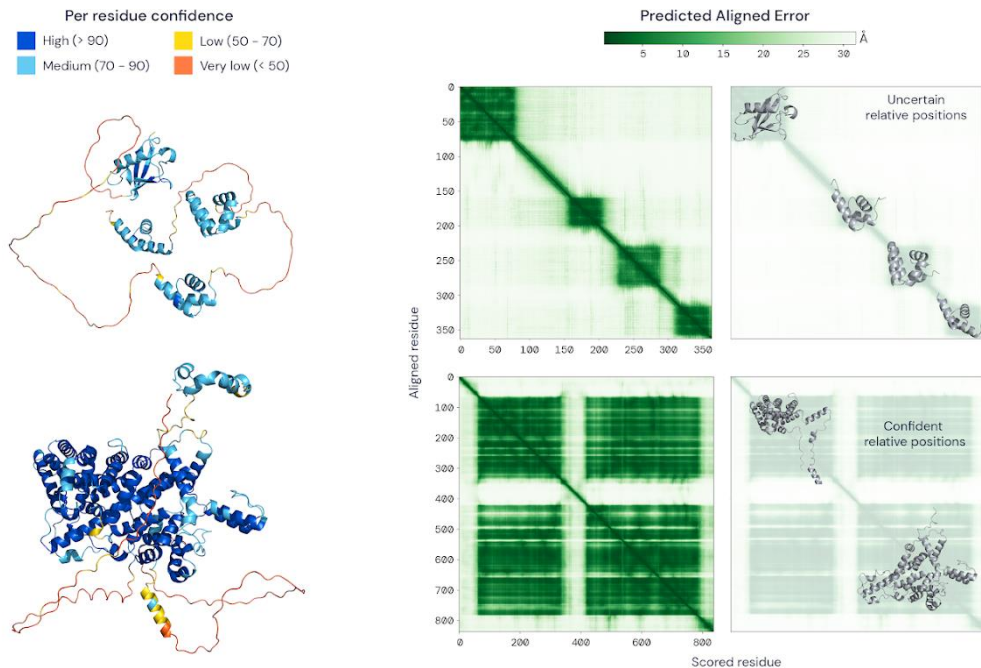 Per residue confidence
High (> 90)
Low (50 - 70)
Medium (70 - 90)
Very low (< 50)
Predicted Aligned Error
5 10 15 20 25 30
Å
Aligned residue
0
50
100
150
200
250
300
350
0 50 100 150 200 250 300 350
Uncertain
relative positions
0
100
200
300
400
500
600
700
800
0 200 400 600 800
Confident
relative positions
Scored residue